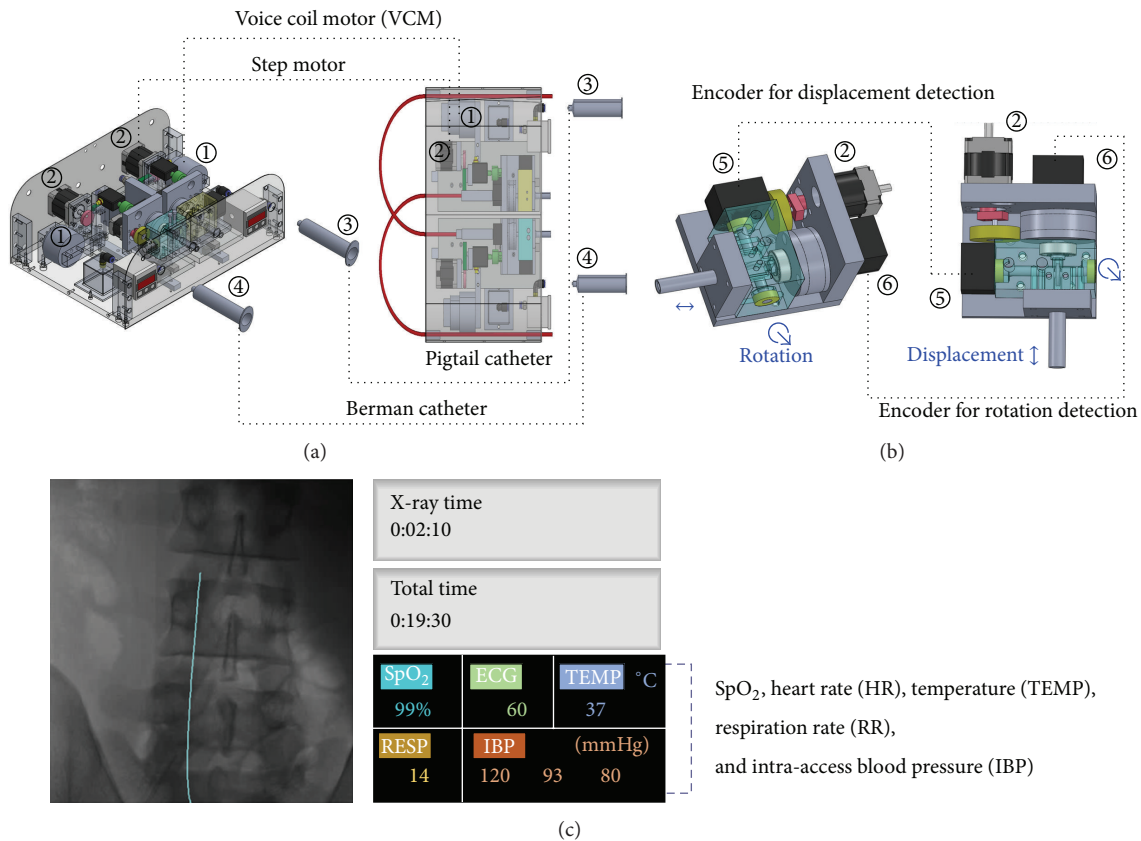 Voice coil motor (VCM)
Step motor
②
①
②
①
③
④
①
②
③
④
Pigtail catheter
Berman catheter
(a)
Encoder for displacement detection
⑤
②
⑥
②
⑥
⑤
Rotation
Displacement
Encoder for rotation detection
(b)
X-ray time
0:02:10
Total time
0:19:30
SpO₂ ECG TEMP °C
99% 60 37
RESP IBP (mmHg)
14 120 93 80
SpO₂, heart rate (HR), temperature (TEMP),
respiration rate (RR),
and intra-access blood pressure (IBP)
(c)